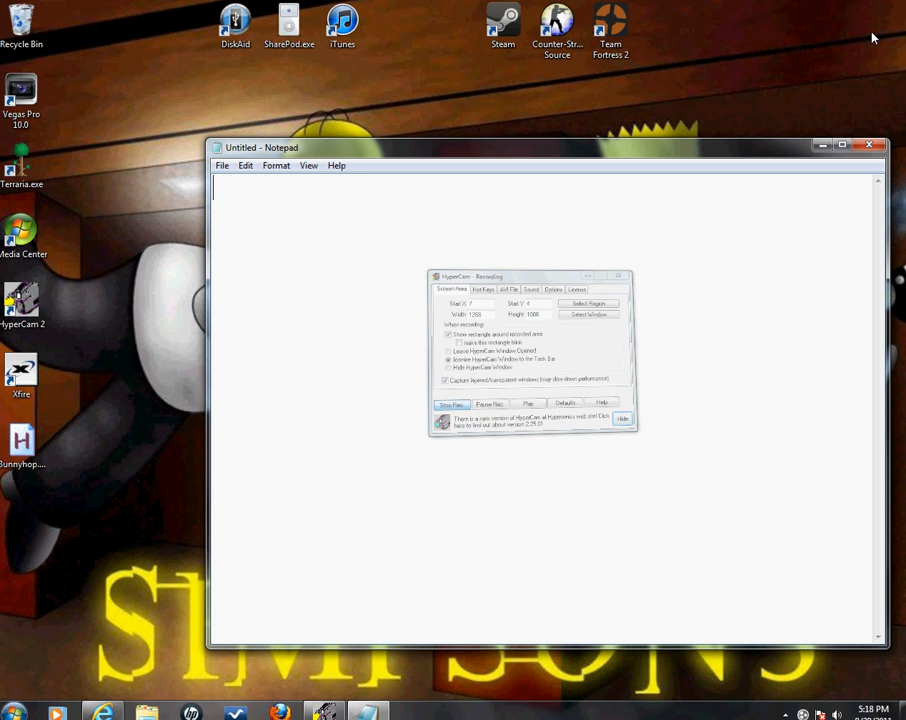 Recycle Bin
DiskAid
SharePod.exe
iTunes
Steam
Counter-Str...
Source
Team
Fortress 2
Vegas Pro
10.0
Terraria.exe
Media Center
HyperCam 2
Xfire
Bunnyhop....
Untitled - Notepad
File Edit Format View Help
HyperCam - Recording
Screen Area Hot Keys AVI File Sound Options License
Start X: 7 Start Y: 4 Select Region
Width: 1268 Height: 1008 Select Window
When recording:
Show rectangle around recorded area
make this rectangle blink
Leave HyperCam Window Opened
Iconize HyperCam Window to the Task Bar
Hide HyperCam Window
Capture layered/transparent windows (may slow down performance)
Stop Rec. Pause Rec. Play Defaults Help
There is a new version of HyperCam at Hyperionics web site! Click
here to find out about version 2.25.01
Hide
SIMPSONS
hp
5:18 PM